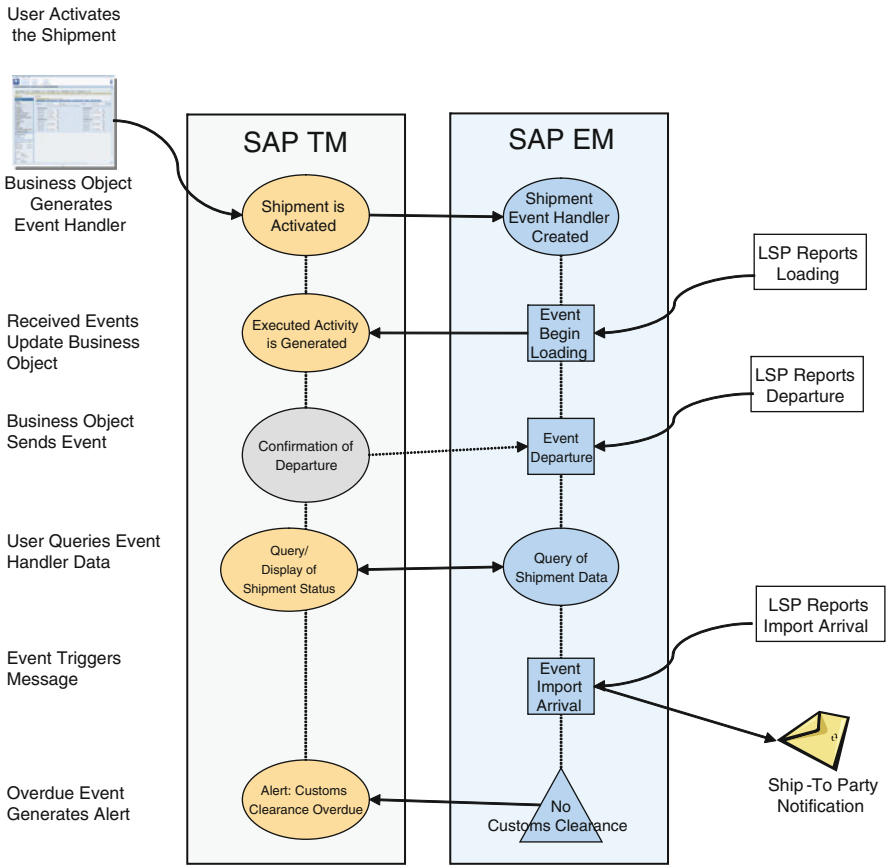 User Activates
the Shipment
Business Object
Generates
Event Handler
SAP TM
SAP EM
Shipment is
Activated
Shipment
Event Handler
Created
LSP Reports
Loading
Received Events
Update Business
Object
Executed Activity
is Generated
Event
Begin
Loading
LSP Reports
Departure
Business Object
Sends Event
Confirmation of
Departure
Event
Departure
User Queries Event
Handler Data
Query/
Display of
Shipment Status
Query of
Shipment Data
LSP Reports
Import Arrival
Event Triggers
Message
Event
Import
Arrival
Ship -To Party
Notification
Overdue Event
Generates Alert
Alert: Customs
Clearance Overdue
No
Customs Clearance